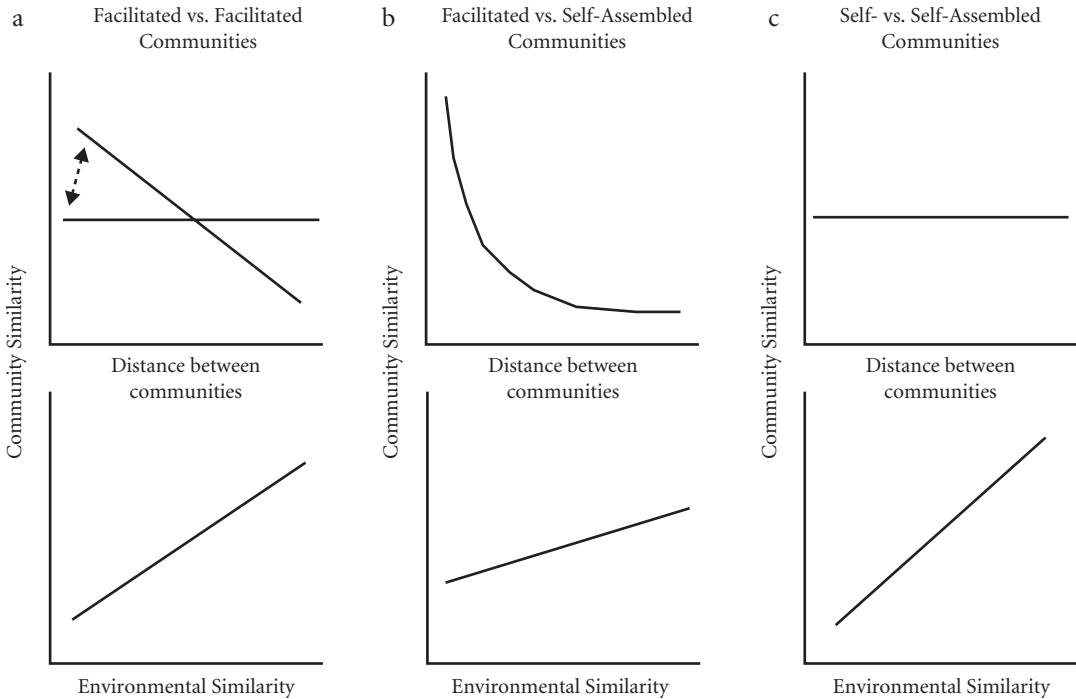 a
Facilitated vs. Facilitated
Communities
b
Facilitated vs. Self-Assembled
Communities
c
Self- vs. Self-Assembled
Communities
Community Similarity
Community Similarity
Community Similarity
Distance between
communities
Distance between
communities
Distance between
communities
Environmental Similarity
Environmental Similarity
Environmental Similarity